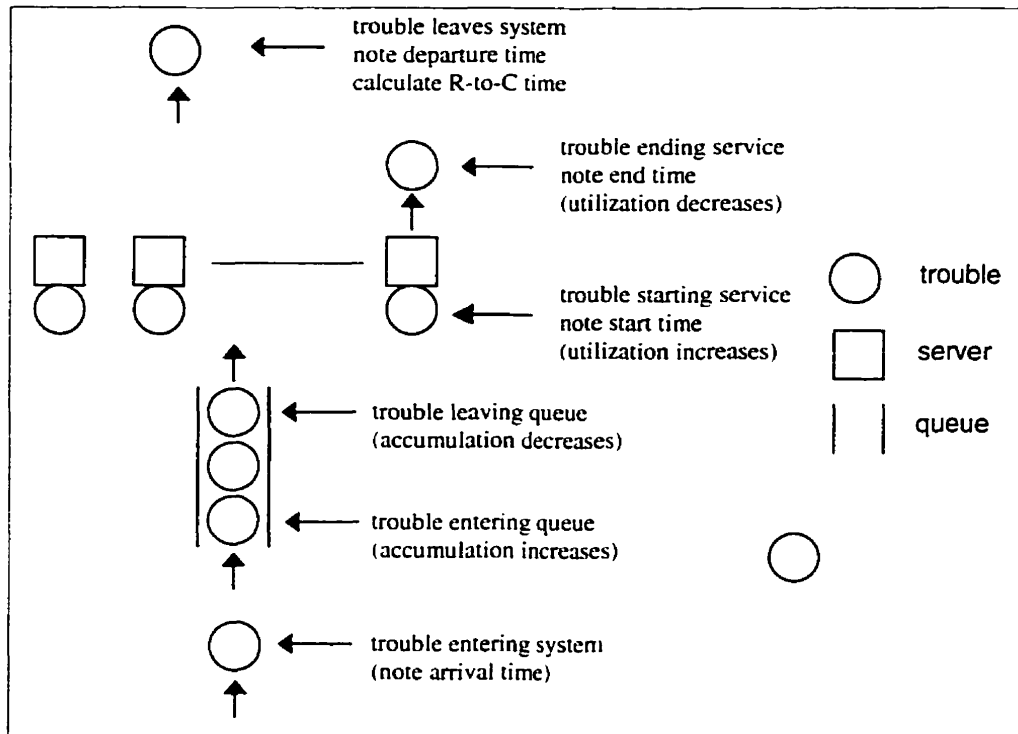 trouble leaves system
note departure time
calculate R-to-C time
trouble ending service
note end time
(utilization decreases)
trouble starting service
note start time
(utilization increases)
trouble leaving queue
(accumulation decreases)
trouble entering queue
(accumulation increases)
trouble entering system
(note arrival time)
trouble
server
queue